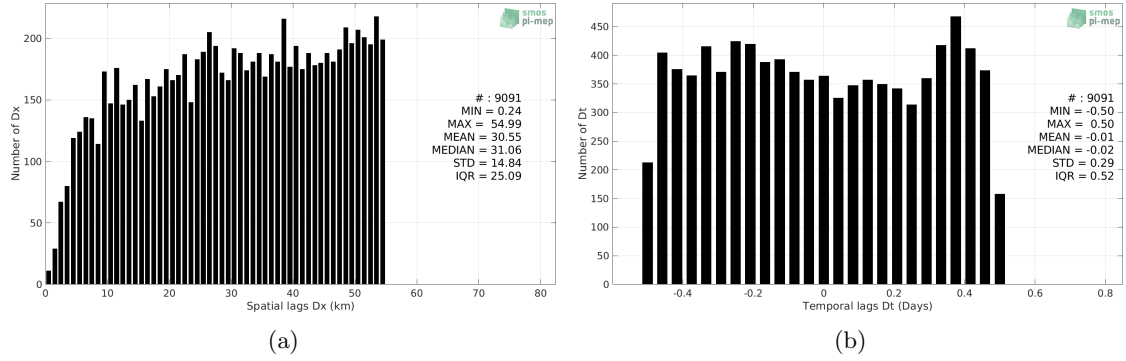 smos
pi-mep
200
150
100
50
0
Number of Dx
# : 9091
MIN = 0.24
MAX = 54.99
MEAN = 30.55
MEDIAN = 31.06
STD = 14.84
IQR = 25.09
0 10 20 30 40 50 60 70 80
Spatial lags Dx (km)
(a)
smos
pi-mep
450
400
350
300
250
200
150
100
50
0
Number of Dt
# : 9091
MIN = -0.50
MAX = 0.50
MEAN = -0.01
MEDIAN = -0.02
STD = 0.29
IQR = 0.52
-0.4 -0.2 0 0.2 0.4 0.6 0.8
Temporal lags Dt (Days)
(b)